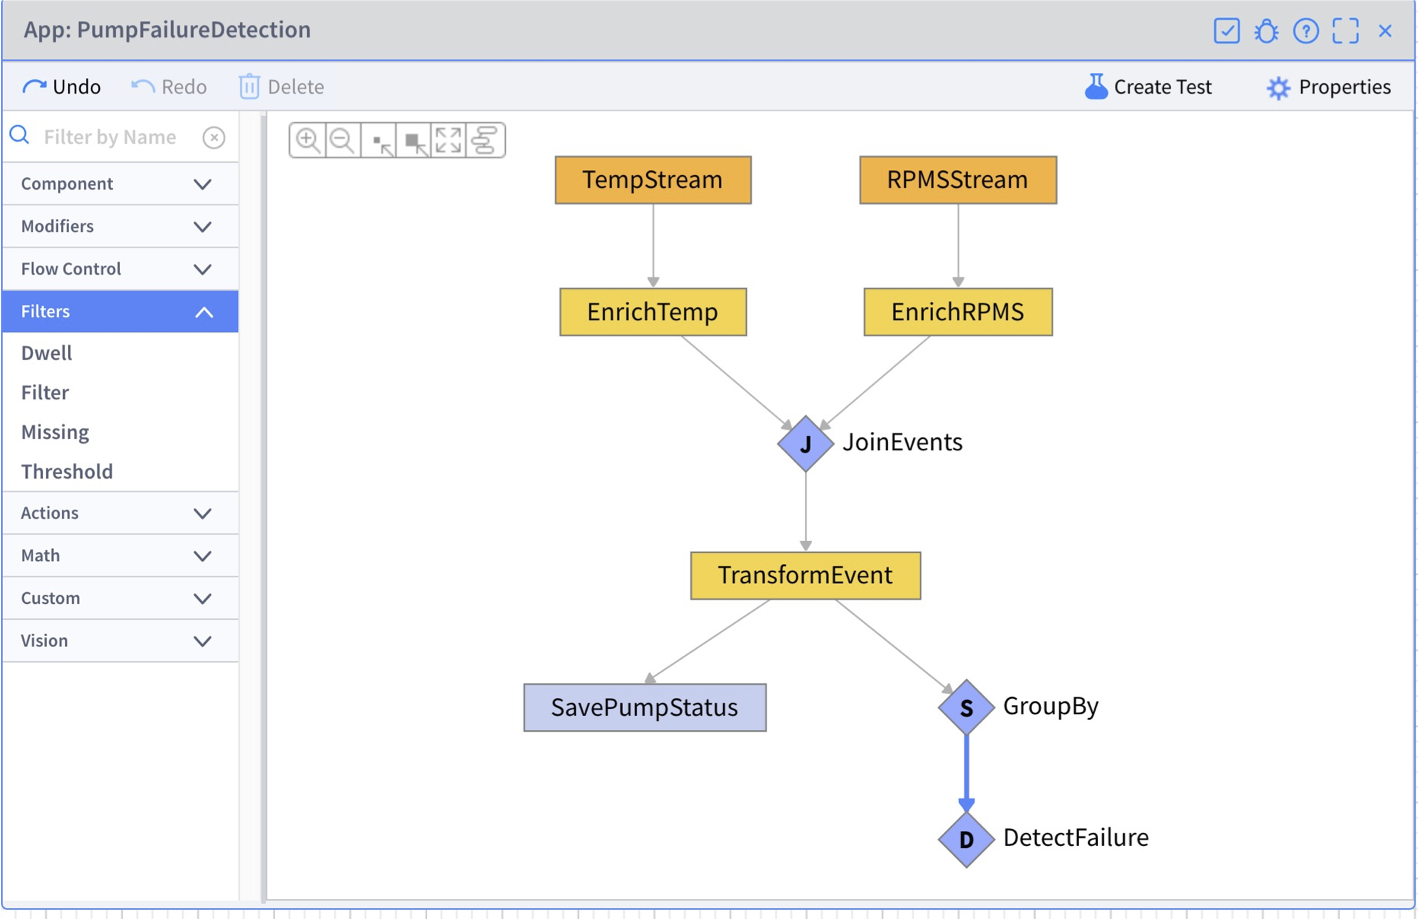 App: PumpFailureDetection
Undo Redo Delete Create Test Properties
Filter by Name
Component
Modifiers
Flow Control
Filters
Dwell
Filter
Missing
Threshold
Actions
Math
Custom
Vision
TempStream RPMSStream
EnrichTemp EnrichRPMS
J JoinEvents
TransformEvent
SavePumpStatus S GroupBy
D DetectFailure